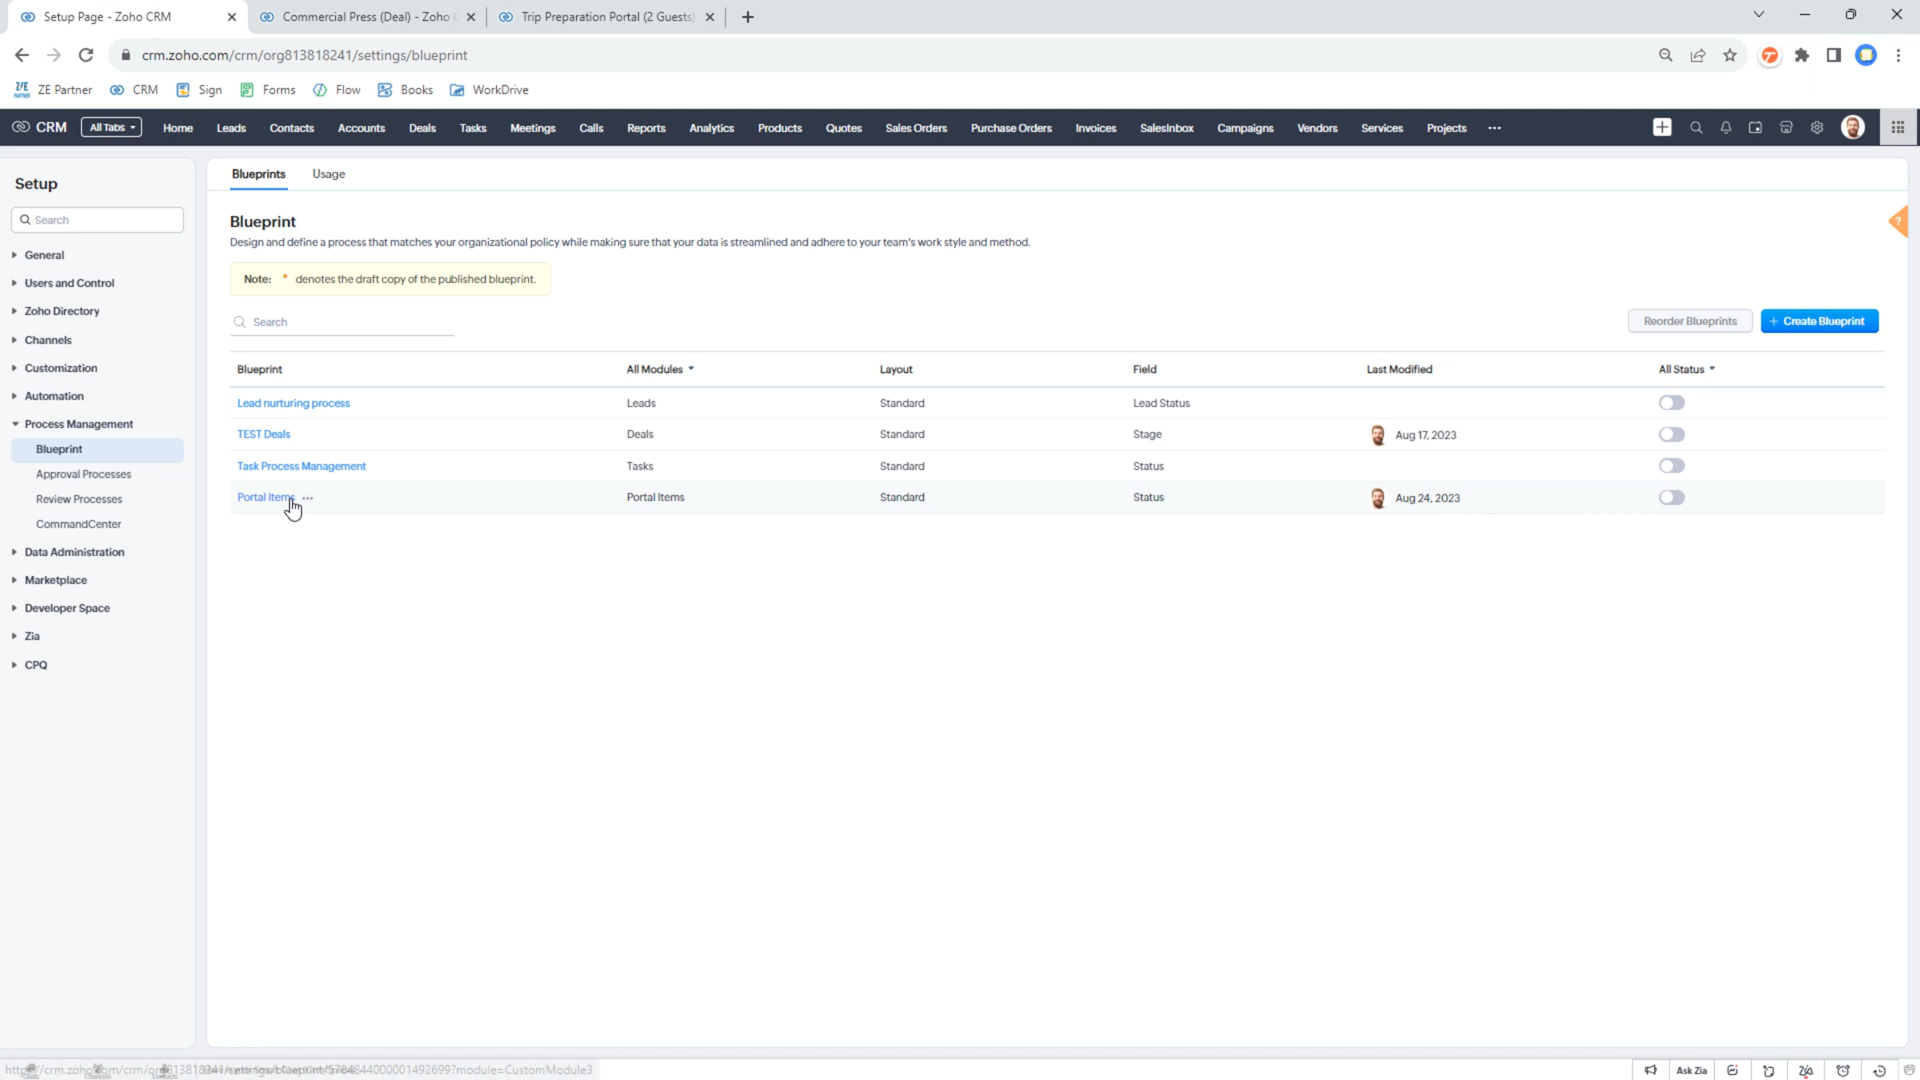 Setup Page - Zoho CRM
Commercial Press (Deal) - Zoho C
Trip Preparation Portal (2 Guests)
crm.zoho.com/crm/org813818241/settings/blueprint
ZE Partner
CRM
Sign
Forms
Flow
Books
WorkDrive
CRM
All Tabs
Home
Leads
Contacts
Accounts
Deals
Tasks
Meetings
Calls
Reports
Analytics
Products
Quotes
Sales Orders
Purchase Orders
Invoices
SalesInbox
Campaigns
Vendors
Services
Projects
Setup
Search
General
Users and Control
Zoho Directory
Channels
Customization
Automation
Process Management
Blueprint
Approval Processes
Review Processes
CommandCenter
Data Administration
Marketplace
Developer Space
Zia
CPQ
Blueprints
Usage
Blueprint
Design and define a process that matches your organizational policy while making sure that your data is streamlined and adhere to your team's work style and method.
Note: * denotes the draft copy of the published blueprint.
Search
Reorder Blueprints
+ Create Blueprint
Blueprint All Modules Layout Field Last Modified All Status
Lead nurturing process Leads Standard Lead Status
TEST Deals Deals Standard Stage Aug 17, 2023
Task Process Management Tasks Standard Status
Portal Items Portal Items Standard Status Aug 24, 2023
?
Ask Zia